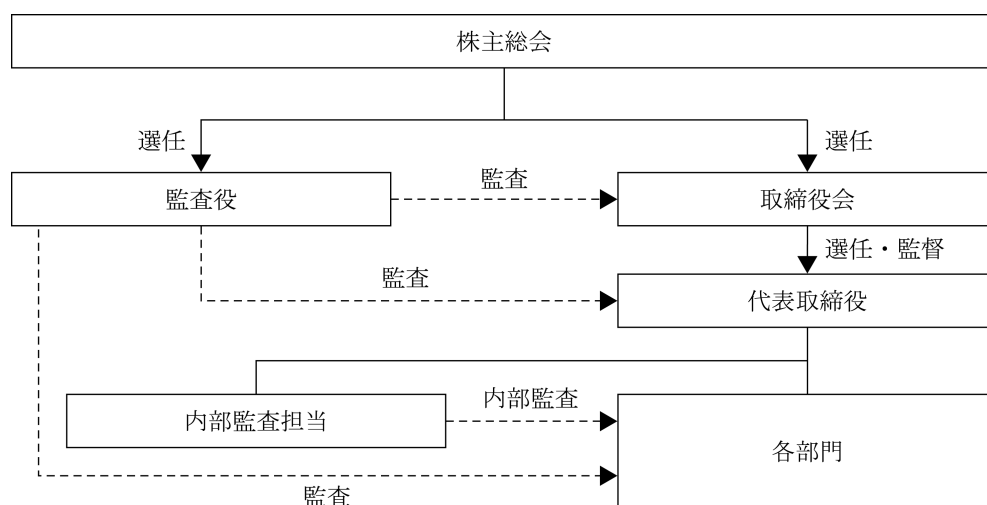 株主総会
選任
選任
監査役
監査
取締役会
選任・監督
監査
代表取締役
内部監査担当
内部監査
各部門
監査